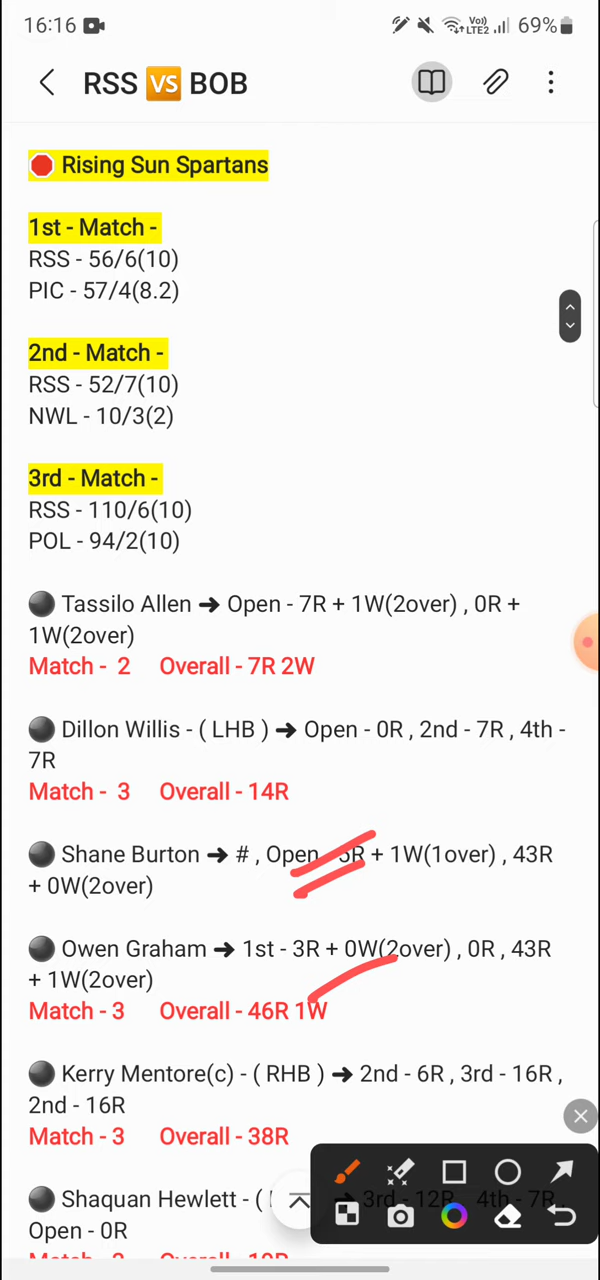 16:16 Vo)) LTE2 69%
RSS VS BOB
Rising Sun Spartans
1st - Match -
RSS - 56/6(10)
PIC - 57/4(8.2)
2nd - Match -
RSS - 52/7(10)
NWL - 10/3(2)
3rd - Match -
RSS - 110/6(10)
POL - 94/2(10)
Tassilo Allen ➜ Open - 7R + 1W(2over) , 0R +
1W(2over)
Match - 2 Overall - 7R 2W
Dillon Willis - ( LHB ) ➜ Open - 0R , 2nd - 7R , 4th -
7R
Match - 3 Overall - 14R
Shane Burton ➜ # , Open + 1W(1over) , 43R
+ 0W(2over)
Owen Graham ➜ 1st - 3R + 0W(2over) , 0R , 43R
+ 1W(2over)
Match - 3 Overall - 46R 1W
Kerry Mentore(c) - ( RHB ) ➜ 2nd - 6R , 3rd - 16R ,
2nd - 16R
Match - 3 Overall - 38R
Shaquan Hewlett - ( 3rd - 12R , 4th - 7R ,
Open - 0R